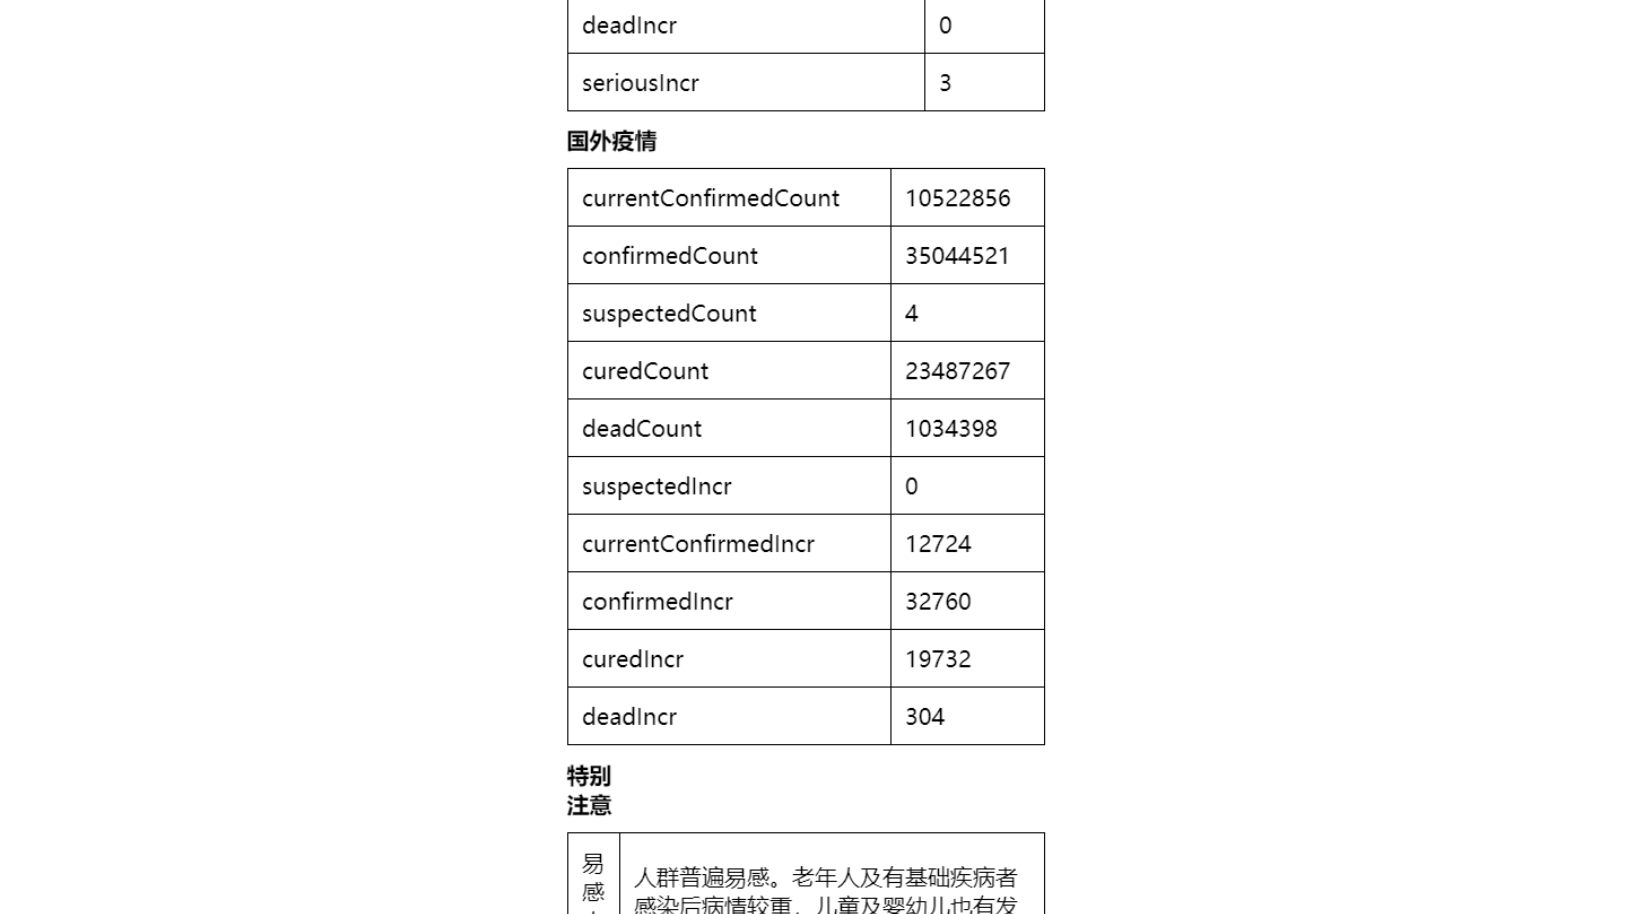 deadIncr 0
seriousIncr 3
国外疫情
currentConfirmedCount 10522856
confirmedCount 35044521
suspectedCount 4
curedCount 23487267
deadCount 1034398
suspectedIncr 0
currentConfirmedIncr 12724
confirmedIncr 32760
curedIncr 19732
deadIncr 304
特别
注意
易
感
人群普遍易感。老年人及有基础疾病者
感染后病情较重，儿童及婴幼儿也有发